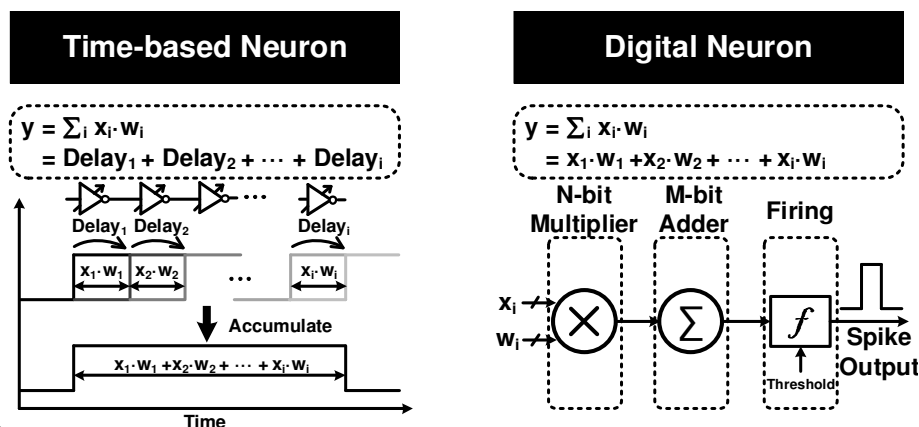 Time-based Neuron
y = ∑ᵢ xᵢ·wᵢ
= Delay₁ + Delay₂ + ··· + Delayᵢ
···
Delay₁ Delay₂ Delayᵢ
x₁·w₁ x₂·w₂ ··· xᵢ·wᵢ
Accumulate
x₁·w₁ +x₂·w₂ + ··· + xᵢ·wᵢ
Time
Digital Neuron
y = ∑ᵢ xᵢ·wᵢ
= x₁·w₁ +x₂·w₂ + ··· + xᵢ·wᵢ
N-bit
Multiplier
M-bit
Adder
Firing
xᵢ
wᵢ
×
∑
f
Threshold
Spike
Output